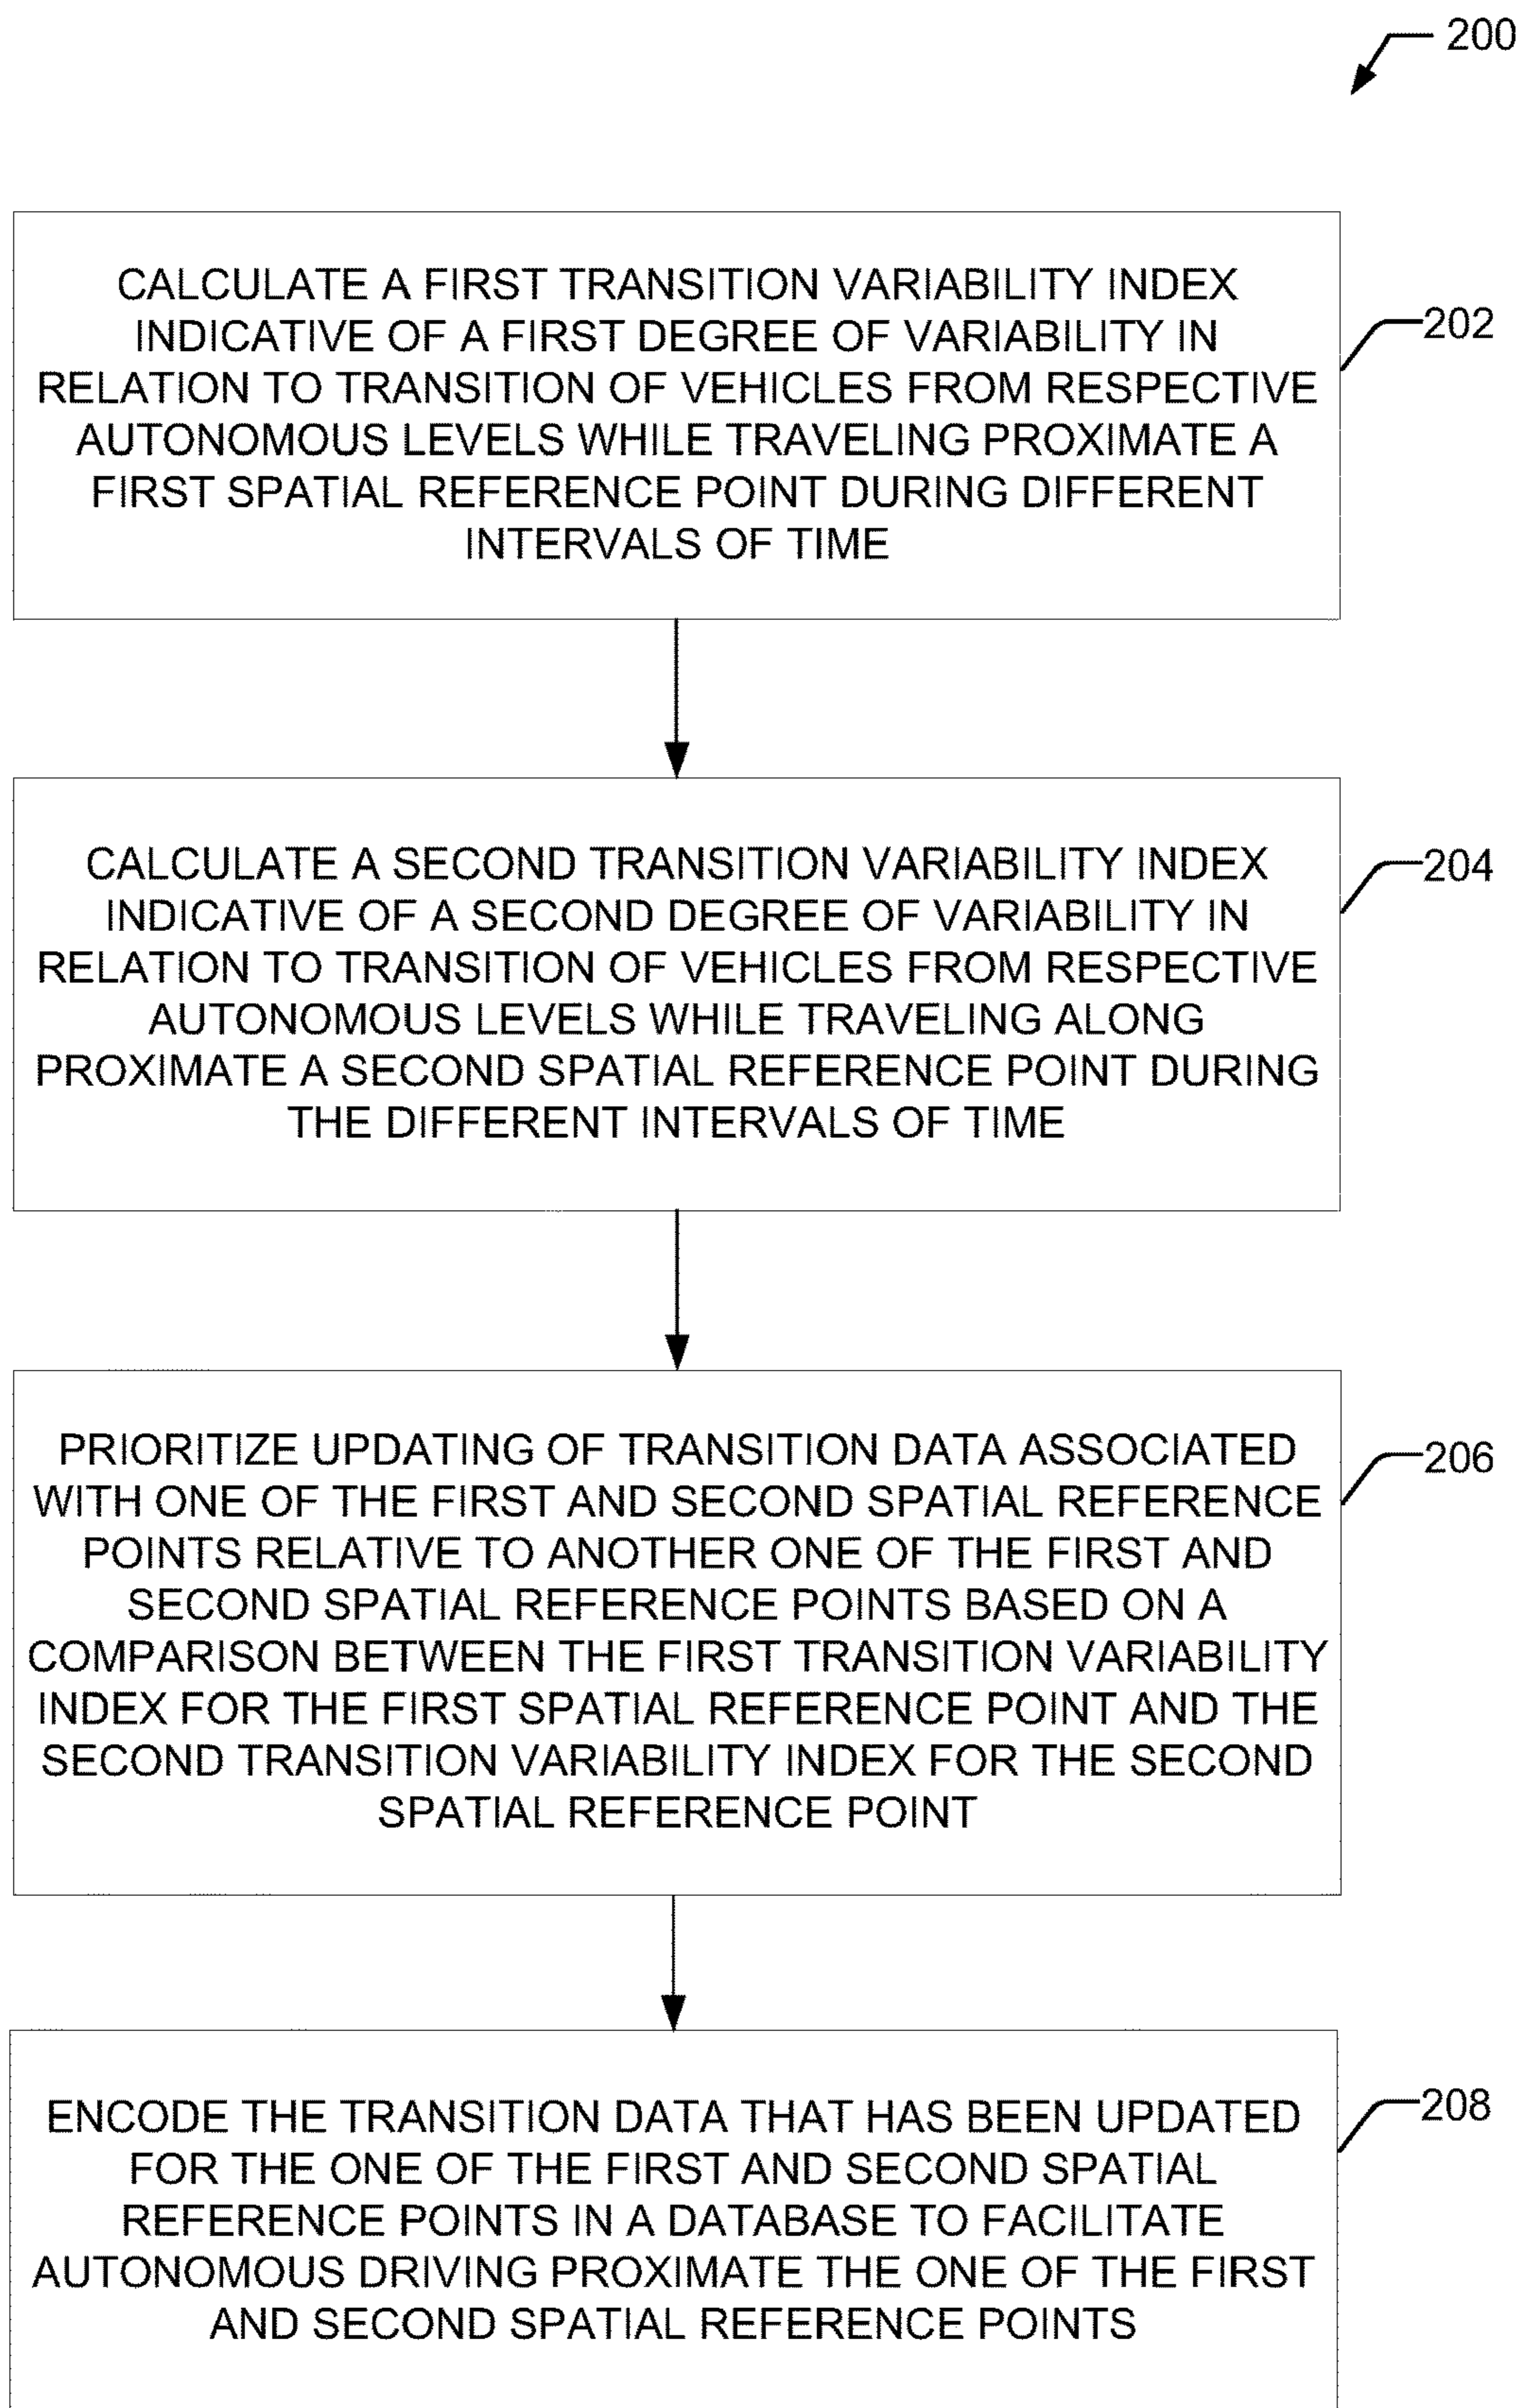 200
CALCULATE A FIRST TRANSITION VARIABILITY INDEX
INDICATIVE OF A FIRST DEGREE OF VARIABILITY IN
RELATION TO TRANSITION OF VEHICLES FROM RESPECTIVE
AUTONOMOUS LEVELS WHILE TRAVELING PROXIMATE A
FIRST SPATIAL REFERENCE POINT DURING DIFFERENT
INTERVALS OF TIME
202
CALCULATE A SECOND TRANSITION VARIABILITY INDEX
INDICATIVE OF A SECOND DEGREE OF VARIABILITY IN
RELATION TO TRANSITION OF VEHICLES FROM RESPECTIVE
AUTONOMOUS LEVELS WHILE TRAVELING ALONG
PROXIMATE A SECOND SPATIAL REFERENCE POINT DURING
THE DIFFERENT INTERVALS OF TIME
204
PRIORITIZE UPDATING OF TRANSITION DATA ASSOCIATED
WITH ONE OF THE FIRST AND SECOND SPATIAL REFERENCE
POINTS RELATIVE TO ANOTHER ONE OF THE FIRST AND
SECOND SPATIAL REFERENCE POINTS BASED ON A
COMPARISON BETWEEN THE FIRST TRANSITION VARIABILITY
INDEX FOR THE FIRST SPATIAL REFERENCE POINT AND THE
SECOND TRANSITION VARIABILITY INDEX FOR THE SECOND
SPATIAL REFERENCE POINT
206
ENCODE THE TRANSITION DATA THAT HAS BEEN UPDATED
FOR THE ONE OF THE FIRST AND SECOND SPATIAL
REFERENCE POINTS IN A DATABASE TO FACILITATE
AUTONOMOUS DRIVING PROXIMATE THE ONE OF THE FIRST
AND SECOND SPATIAL REFERENCE POINTS
208